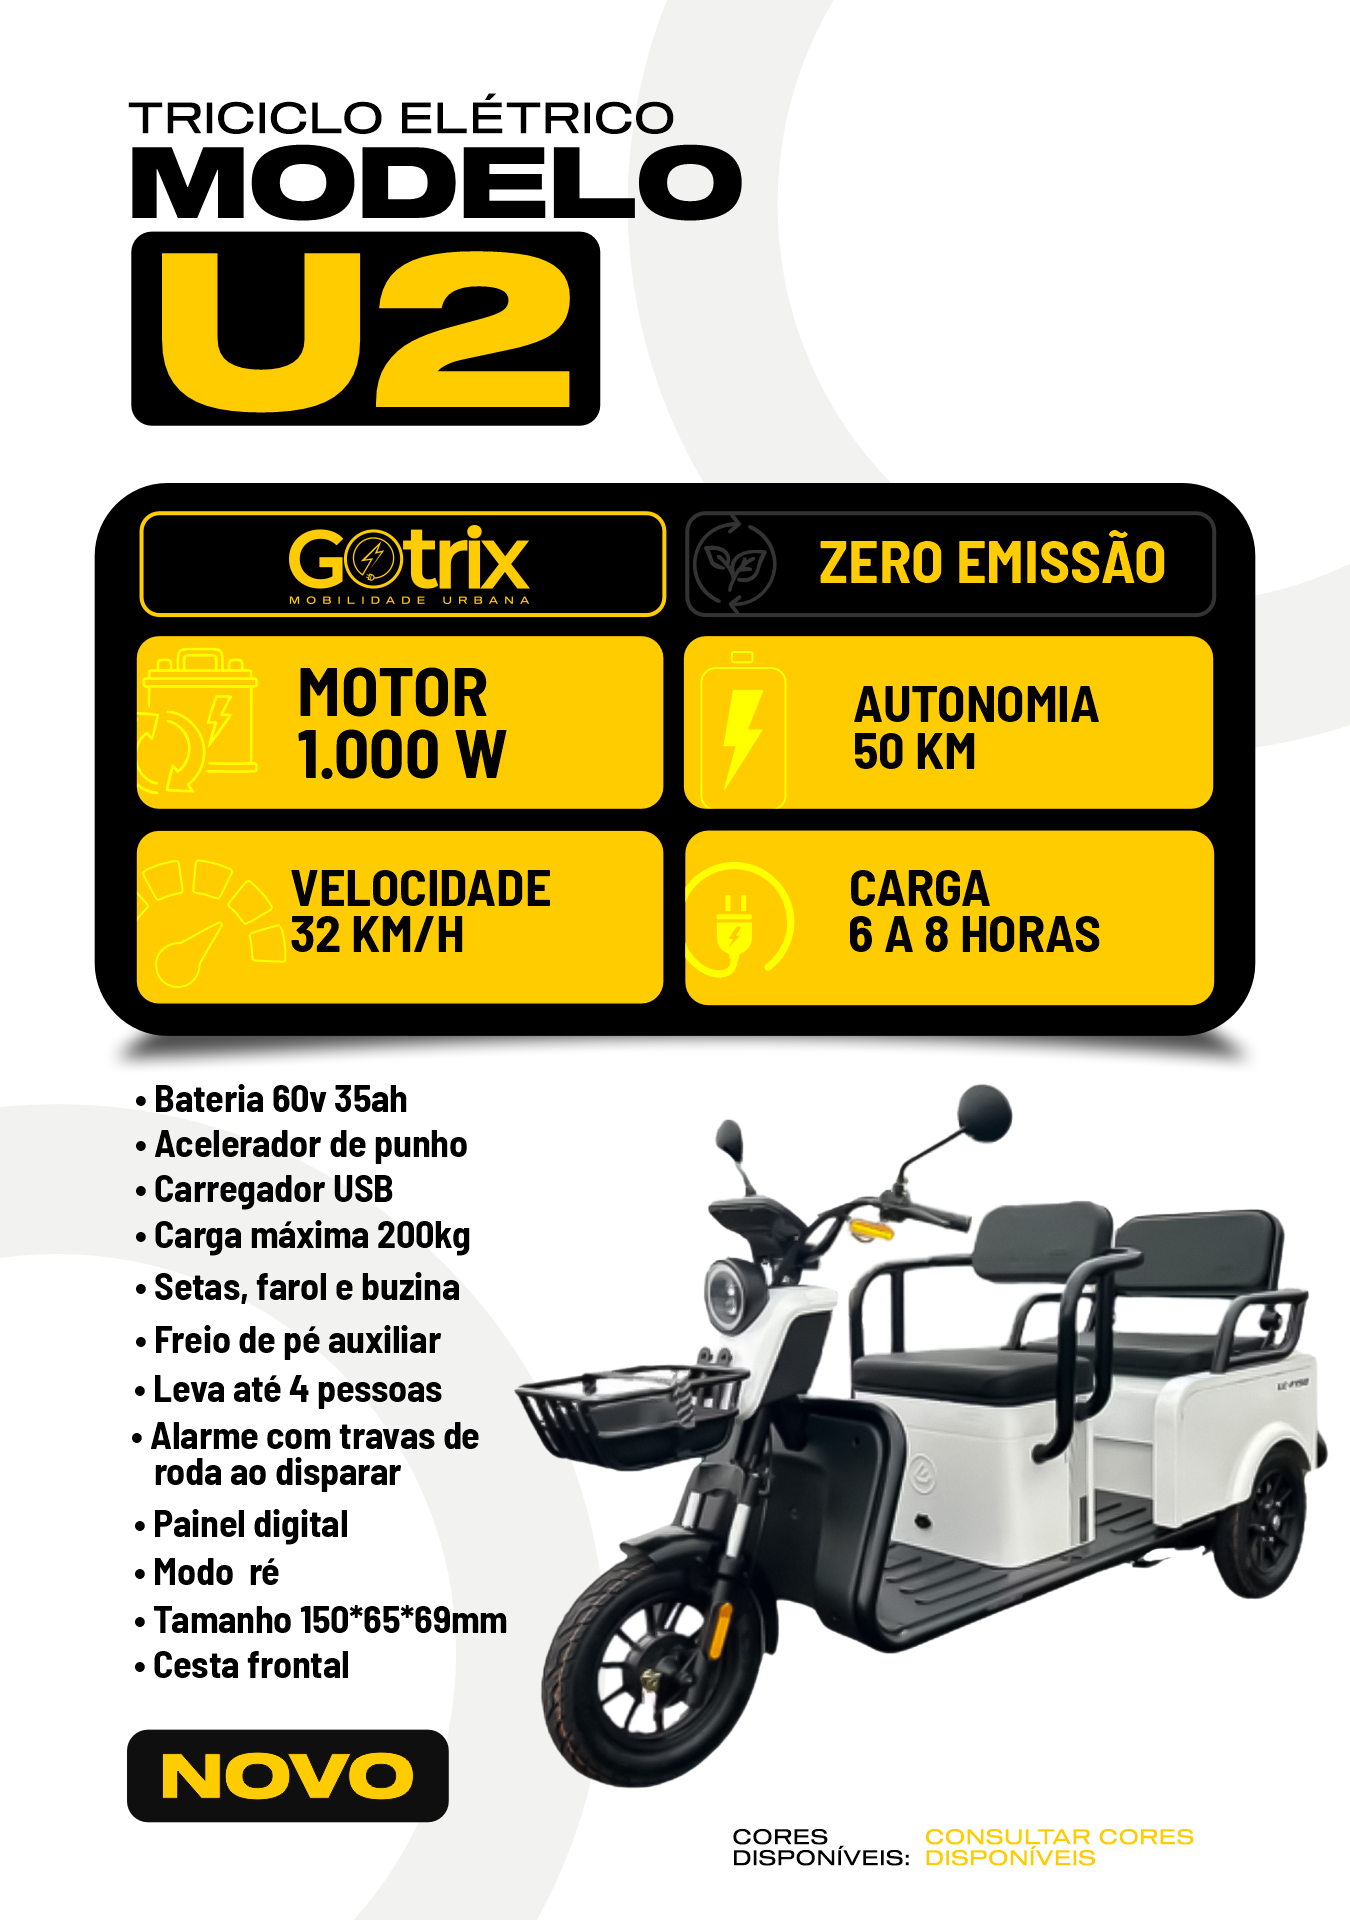 TRICICLO ELÉTRICO
MODELO
U2
Gotrix
MOBILIDADE URBANA
ZERO EMISSÃO
MOTOR
1.000 W
AUTONOMIA
50 KM
VELOCIDADE
32 KM/H
CARGA
6 A 8 HORAS
• Bateria 60v 35ah
• Acelerador de punho
• Carregador USB
• Carga máxima 200kg
• Setas, farol e buzina
• Freio de pé auxiliar
• Leva até 4 pessoas
• Alarme com travas de
roda ao disparar
• Painel digital
• Modo  ré
• Tamanho 150*65*69mm
• Cesta frontal
NOVO
CORES
DISPONÍVEIS:
CONSULTAR CORES
DISPONÍVEIS